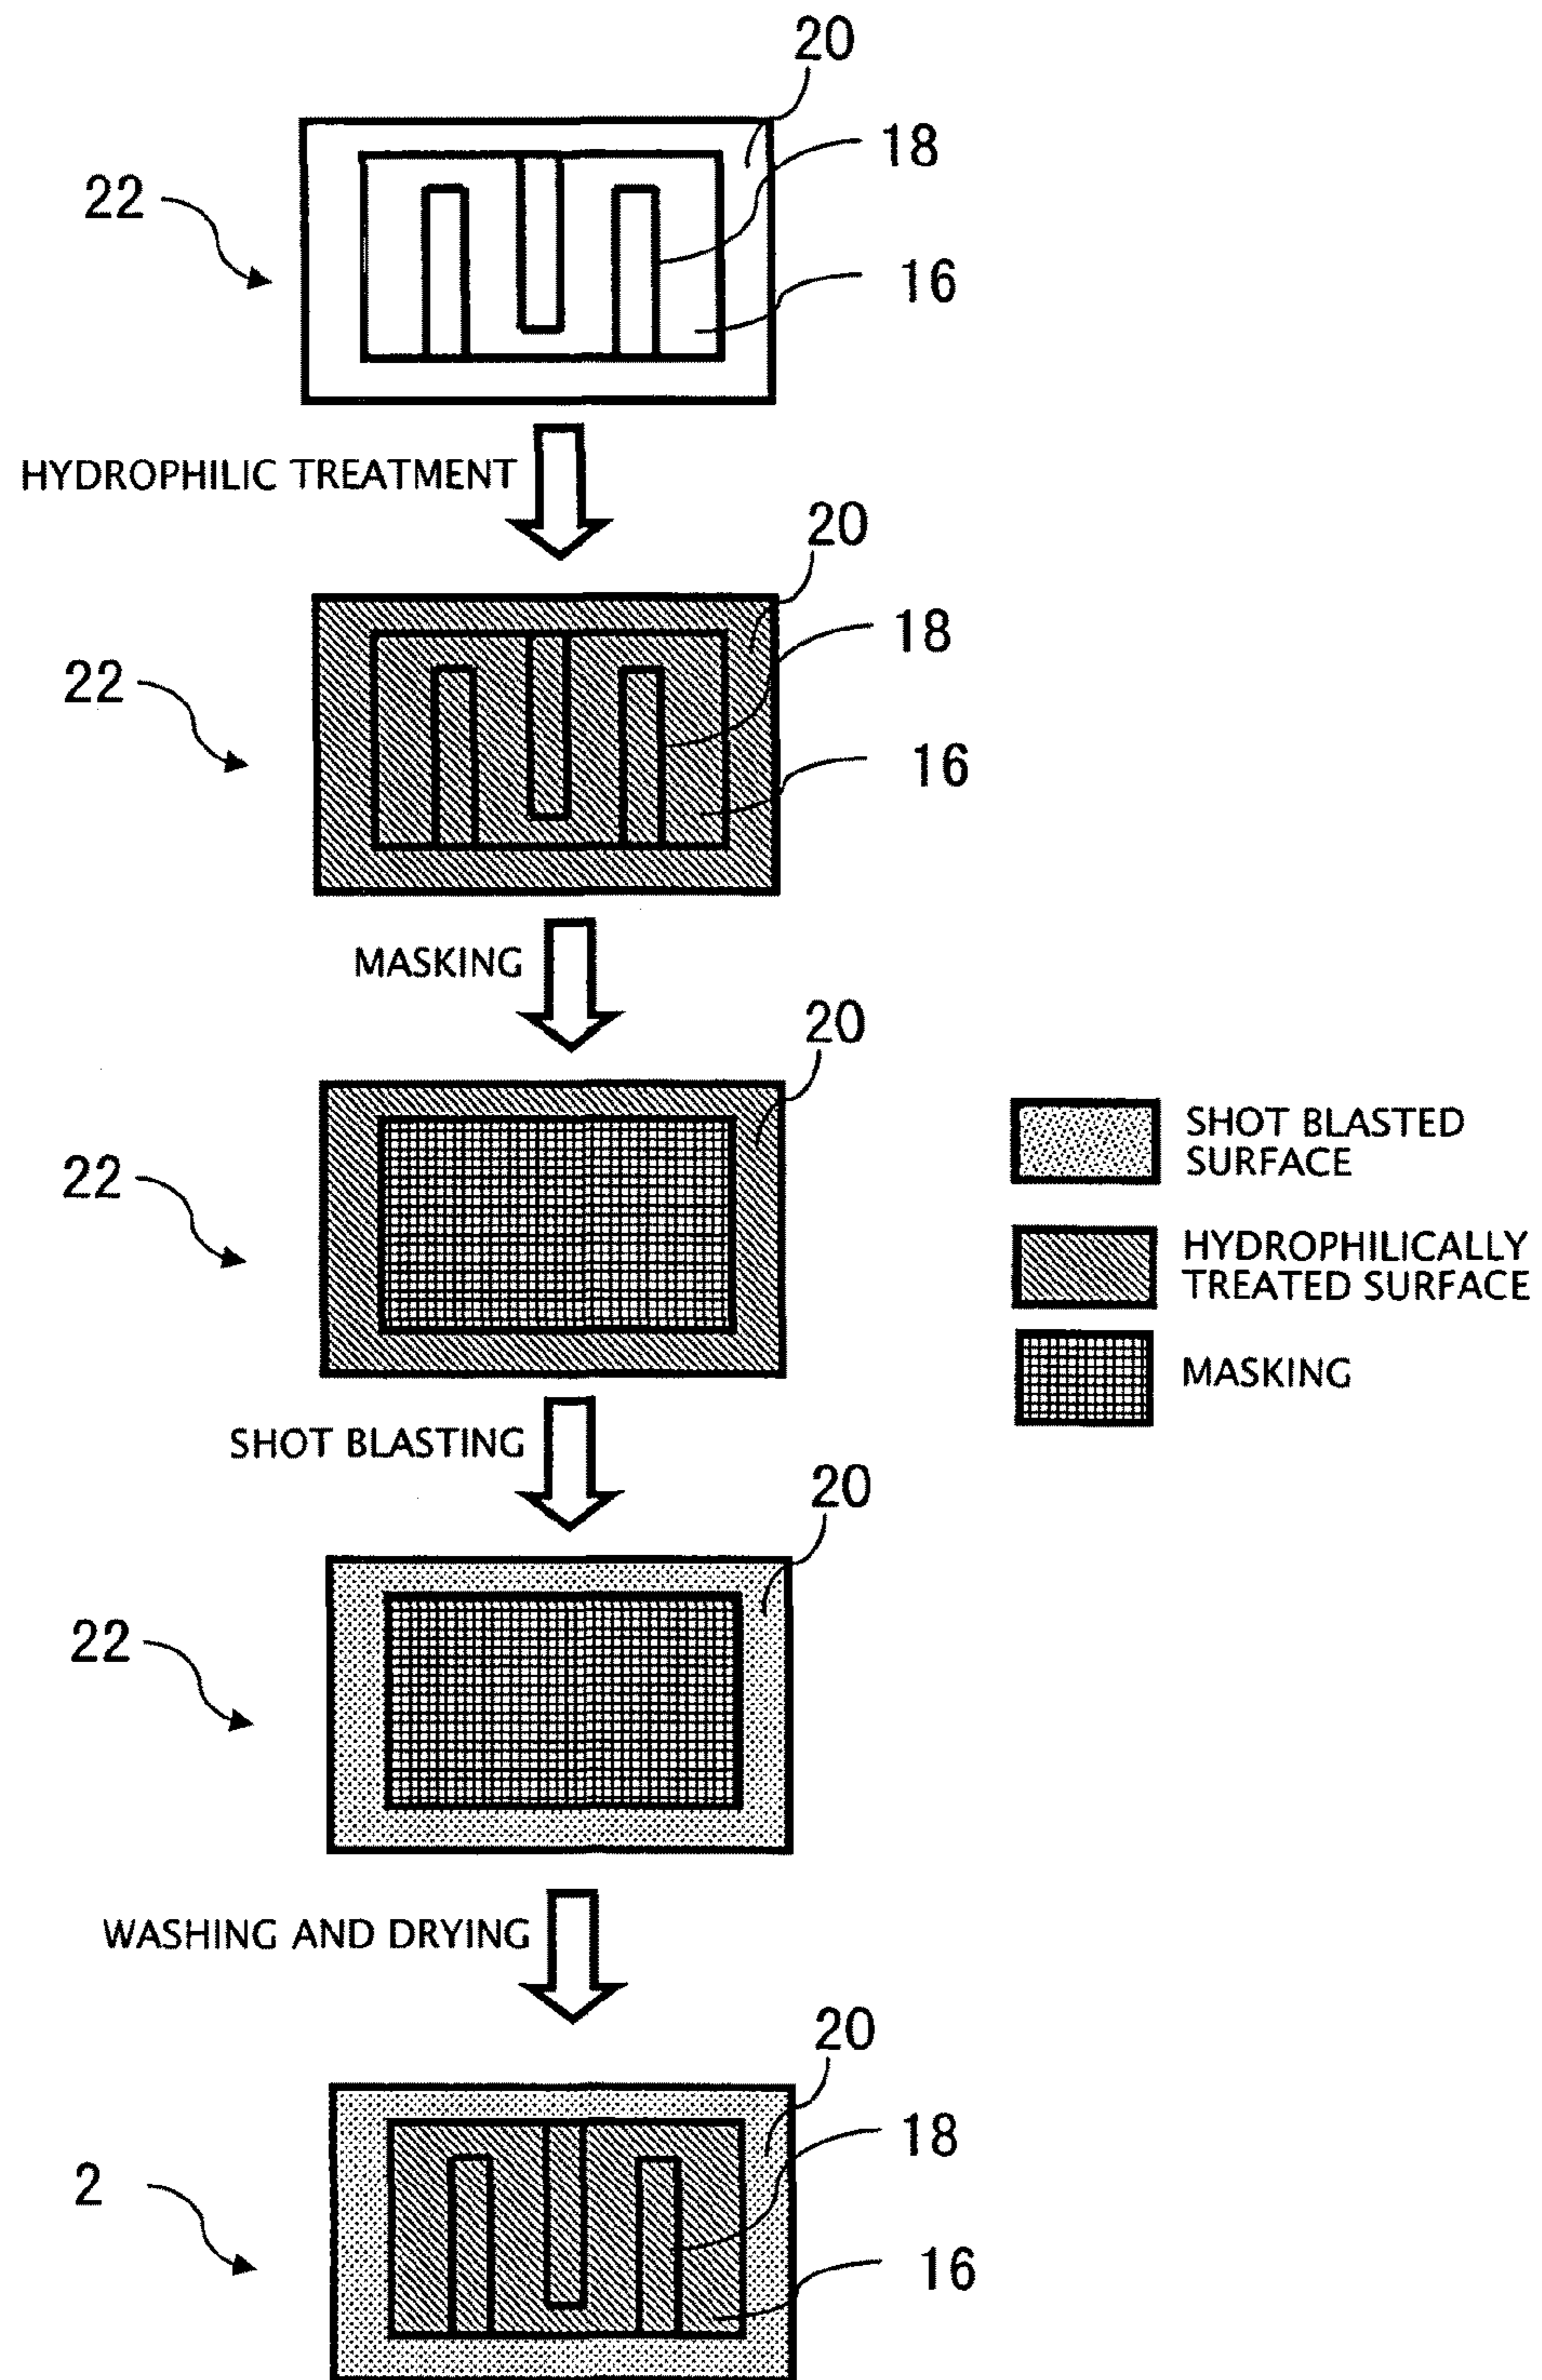 20
18
22
16
HYDROPHILIC TREATMENT
20
18
22
16
MASKING
20
22
SHOT BLASTED
SURFACE
HYDROPHILICALLY
TREATED SURFACE
MASKING
SHOT BLASTING
20
22
WASHING AND DRYING
20
18
2
16